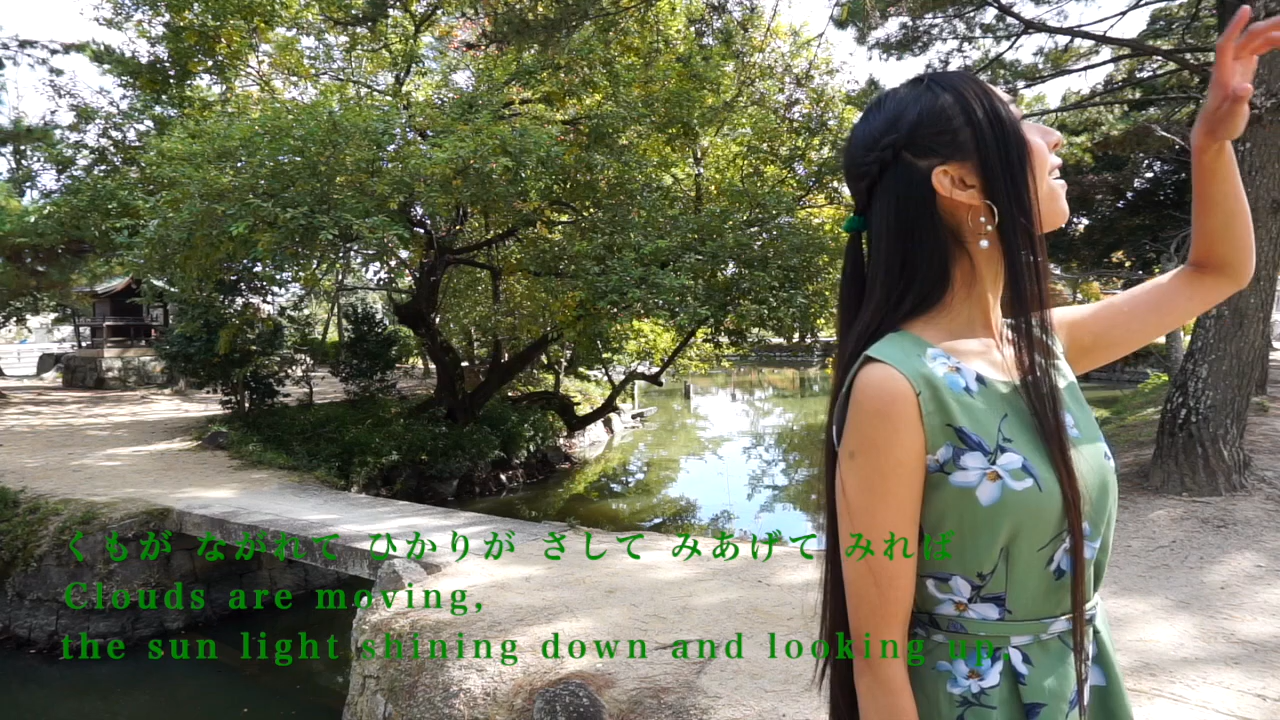 くもが ながれて ひかりが さして みあげて みれば
Clouds are moving,
the sun light shining down and looking up,